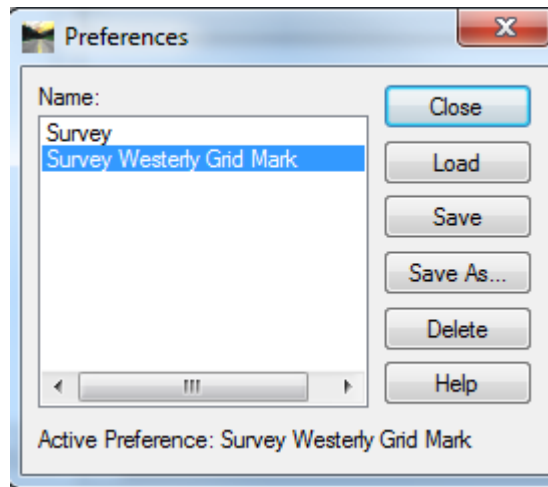 Preferences
Name:
Survey
Survey Westerly Grid Mark
Close
Load
Save
Save As...
Delete
Help
Active Preference: Survey Westerly Grid Mark